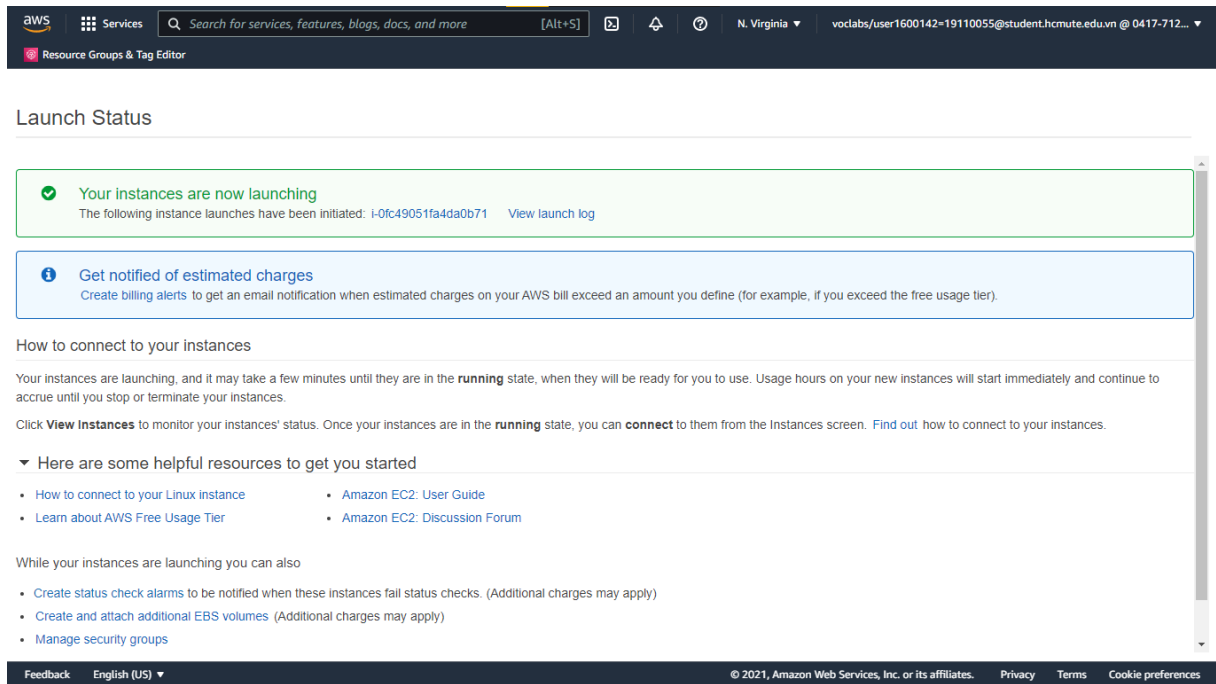 aws Services Search for services, features, blogs, docs, and more [Alt+S] N. Virginia ▼ voclabs/user1600142=19110055@student.hcmute.edu.vn @ 0417-712... ▼
Resource Groups & Tag Editor
Launch Status
Your instances are now launching
The following instance launches have been initiated: i-0fc49051fa4da0b71 View launch log
Get notified of estimated charges
Create billing alerts to get an email notification when estimated charges on your AWS bill exceed an amount you define (for example, if you exceed the free usage tier).
How to connect to your instances
Your instances are launching, and it may take a few minutes until they are in the running state, when they will be ready for you to use. Usage hours on your new instances will start immediately and continue to
accrue until you stop or terminate your instances.
Click View Instances to monitor your instances' status. Once your instances are in the running state, you can connect to them from the Instances screen. Find out how to connect to your instances.
Here are some helpful resources to get you started
• How to connect to your Linux instance • Amazon EC2: User Guide
• Learn about AWS Free Usage Tier • Amazon EC2: Discussion Forum
While your instances are launching you can also
• Create status check alarms to be notified when these instances fail status checks. (Additional charges may apply)
• Create and attach additional EBS volumes (Additional charges may apply)
• Manage security groups
Feedback English (US) ▼ © 2021, Amazon Web Services, Inc. or its affiliates. Privacy Terms Cookie preferences